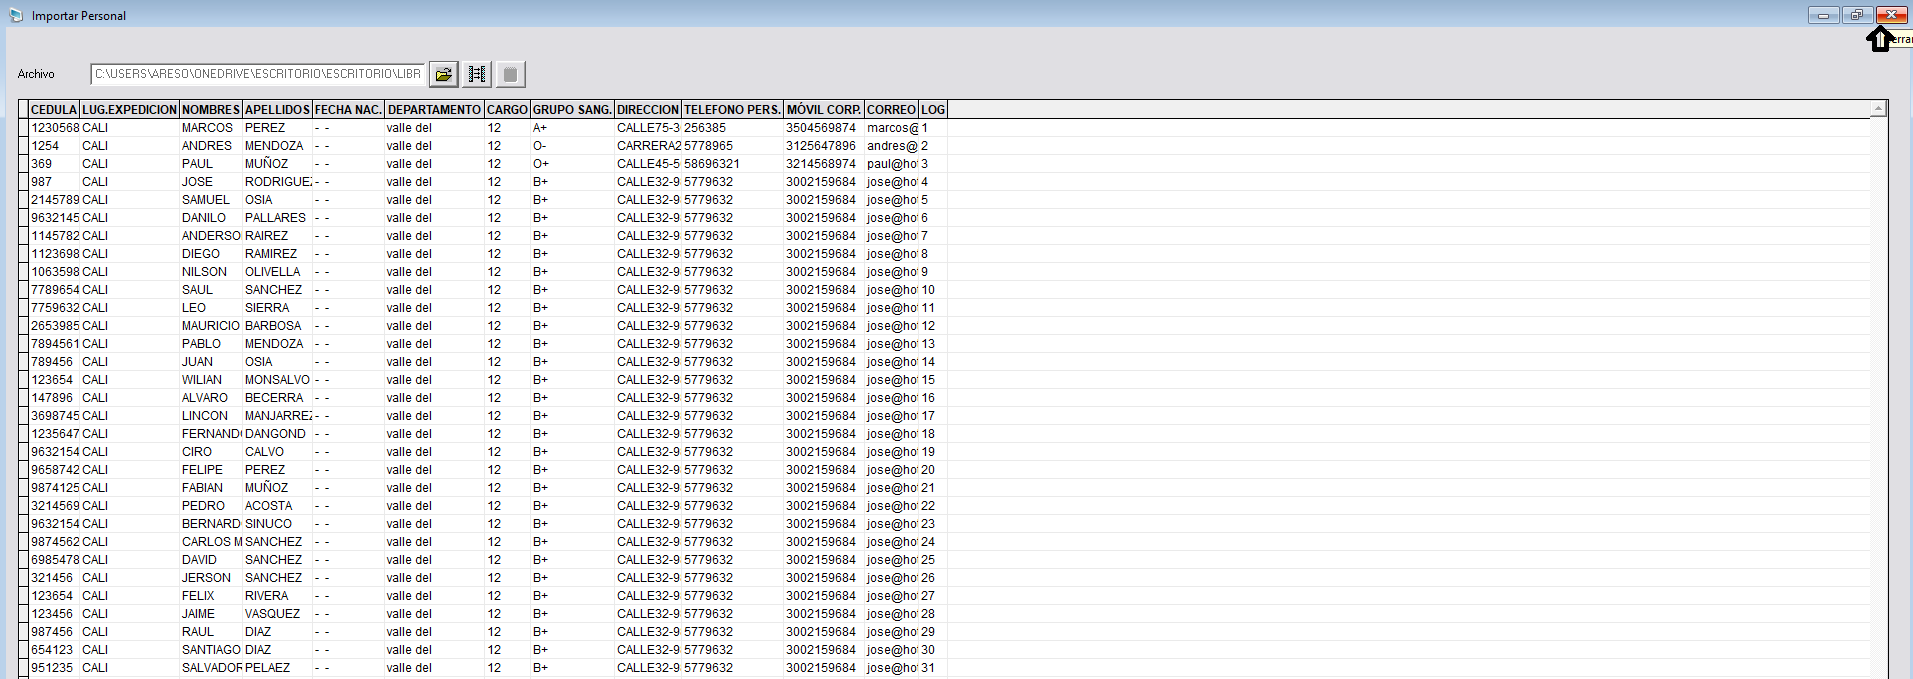 Importar Personal
Archivo C:\USERS\ARESO\ONEDRIVE\ESCRITORIO\ESCRITORIO\LIBR
CEDULA LUG.EXPEDICION NOMBRES APELLIDOS FECHA NAC. DEPARTAMENTO CARGO GRUPO SANG. DIRECCION TELEFONO PERS. MÓVIL CORP. CORREO LOG
1230568 CALI MARCOS PEREZ - - valle del 12 A+ CALLE75-3 256385 3504569874 marcos@ 1
1254 CALI ANDRES MENDOZA - - valle del 12 O- CARRERA2 5778965 3125647896 andres@ 2
369 CALI PAUL MUÑOZ - - valle del 12 O+ CALLE45-5 58696321 3214568974 paul@ho 3
987 CALI JOSE RODRIGUEZ - - valle del 12 B+ CALLE32-9 5779632 3002159684 jose@ho 4
2145789 CALI SAMUEL OSIA - - valle del 12 B+ CALLE32-9 5779632 3002159684 jose@ho 5
9632145 CALI DANILO PALLARES - - valle del 12 B+ CALLE32-9 5779632 3002159684 jose@ho 6
1145782 CALI ANDERSO RAIREZ - - valle del 12 B+ CALLE32-9 5779632 3002159684 jose@ho 7
1123698 CALI DIEGO RAMIREZ - - valle del 12 B+ CALLE32-9 5779632 3002159684 jose@ho 8
1063598 CALI NILSON OLIVELLA - - valle del 12 B+ CALLE32-9 5779632 3002159684 jose@ho 9
7789654 CALI SAUL SANCHEZ - - valle del 12 B+ CALLE32-9 5779632 3002159684 jose@ho 10
7759632 CALI LEO SIERRA - - valle del 12 B+ CALLE32-9 5779632 3002159684 jose@ho 11
2653985 CALI MAURICIO BARBOSA - - valle del 12 B+ CALLE32-9 5779632 3002159684 jose@ho 12
7894561 CALI PABLO MENDOZA - - valle del 12 B+ CALLE32-9 5779632 3002159684 jose@ho 13
789456 CALI JUAN OSIA - - valle del 12 B+ CALLE32-9 5779632 3002159684 jose@ho 14
123654 CALI WILIAN MONSALVO - - valle del 12 B+ CALLE32-9 5779632 3002159684 jose@ho 15
147896 CALI ALVARO BECERRA - - valle del 12 B+ CALLE32-9 5779632 3002159684 jose@ho 16
3698745 CALI LINCON MANJARREZ - - valle del 12 B+ CALLE32-9 5779632 3002159684 jose@ho 17
1235647 CALI FERNAND DANGOND - - valle del 12 B+ CALLE32-9 5779632 3002159684 jose@ho 18
9632154 CALI CIRO CALVO - - valle del 12 B+ CALLE32-9 5779632 3002159684 jose@ho 19
9658742 CALI FELIPE PEREZ - - valle del 12 B+ CALLE32-9 5779632 3002159684 jose@ho 20
9874125 CALI FABIAN MUÑOZ - - valle del 12 B+ CALLE32-9 5779632 3002159684 jose@ho 21
3214569 CALI PEDRO ACOSTA - - valle del 12 B+ CALLE32-9 5779632 3002159684 jose@ho 22
9632154 CALI BERNARD SINUCO - - valle del 12 B+ CALLE32-9 5779632 3002159684 jose@ho 23
9874562 CALI CARLOS M SANCHEZ - - valle del 12 B+ CALLE32-9 5779632 3002159684 jose@ho 24
6985478 CALI DAVID SANCHEZ - - valle del 12 B+ CALLE32-9 5779632 3002159684 jose@ho 25
321456 CALI JERSON SANCHEZ - - valle del 12 B+ CALLE32-9 5779632 3002159684 jose@ho 26
123654 CALI FELIX RIVERA - - valle del 12 B+ CALLE32-9 5779632 3002159684 jose@ho 27
123456 CALI JAIME VASQUEZ - - valle del 12 B+ CALLE32-9 5779632 3002159684 jose@ho 28
987456 CALI RAUL DIAZ - - valle del 12 B+ CALLE32-9 5779632 3002159684 jose@ho 29
654123 CALI SANTIAGO DIAZ - - valle del 12 B+ CALLE32-9 5779632 3002159684 jose@ho 30
951235 CALI SALVADOR PELAEZ - - valle del 12 B+ CALLE32-9 5779632 3002159684 jose@ho 31